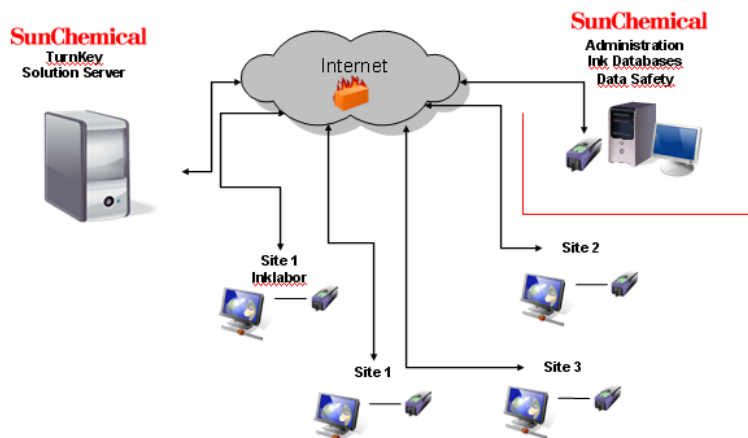 SunChemical
TurnKey
Solution Server
Internet
SunChemical
Administration
Ink Databases
Data Safety
Site 1
Inklabor
Site 2
Site 1
Site 3